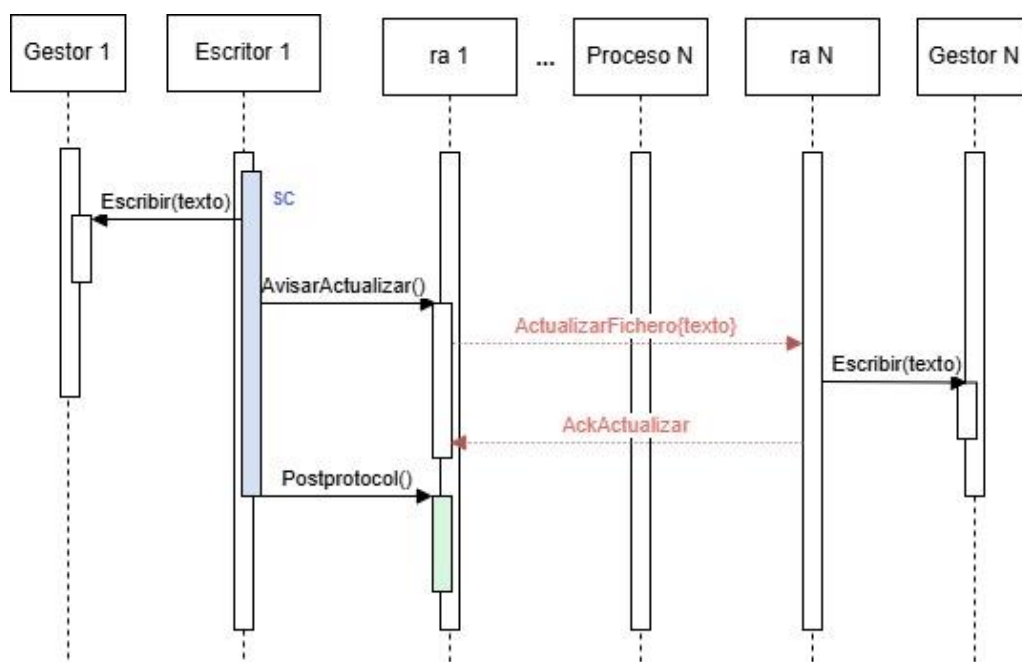 Gestor 1
Escritor 1
ra 1
...
Proceso N
ra N
Gestor N
SC
Escribir(texto)
AvisarActualizar()
ActualizarFichero{texto}
Escribir(texto)
AckActualizar
Postprotocol()